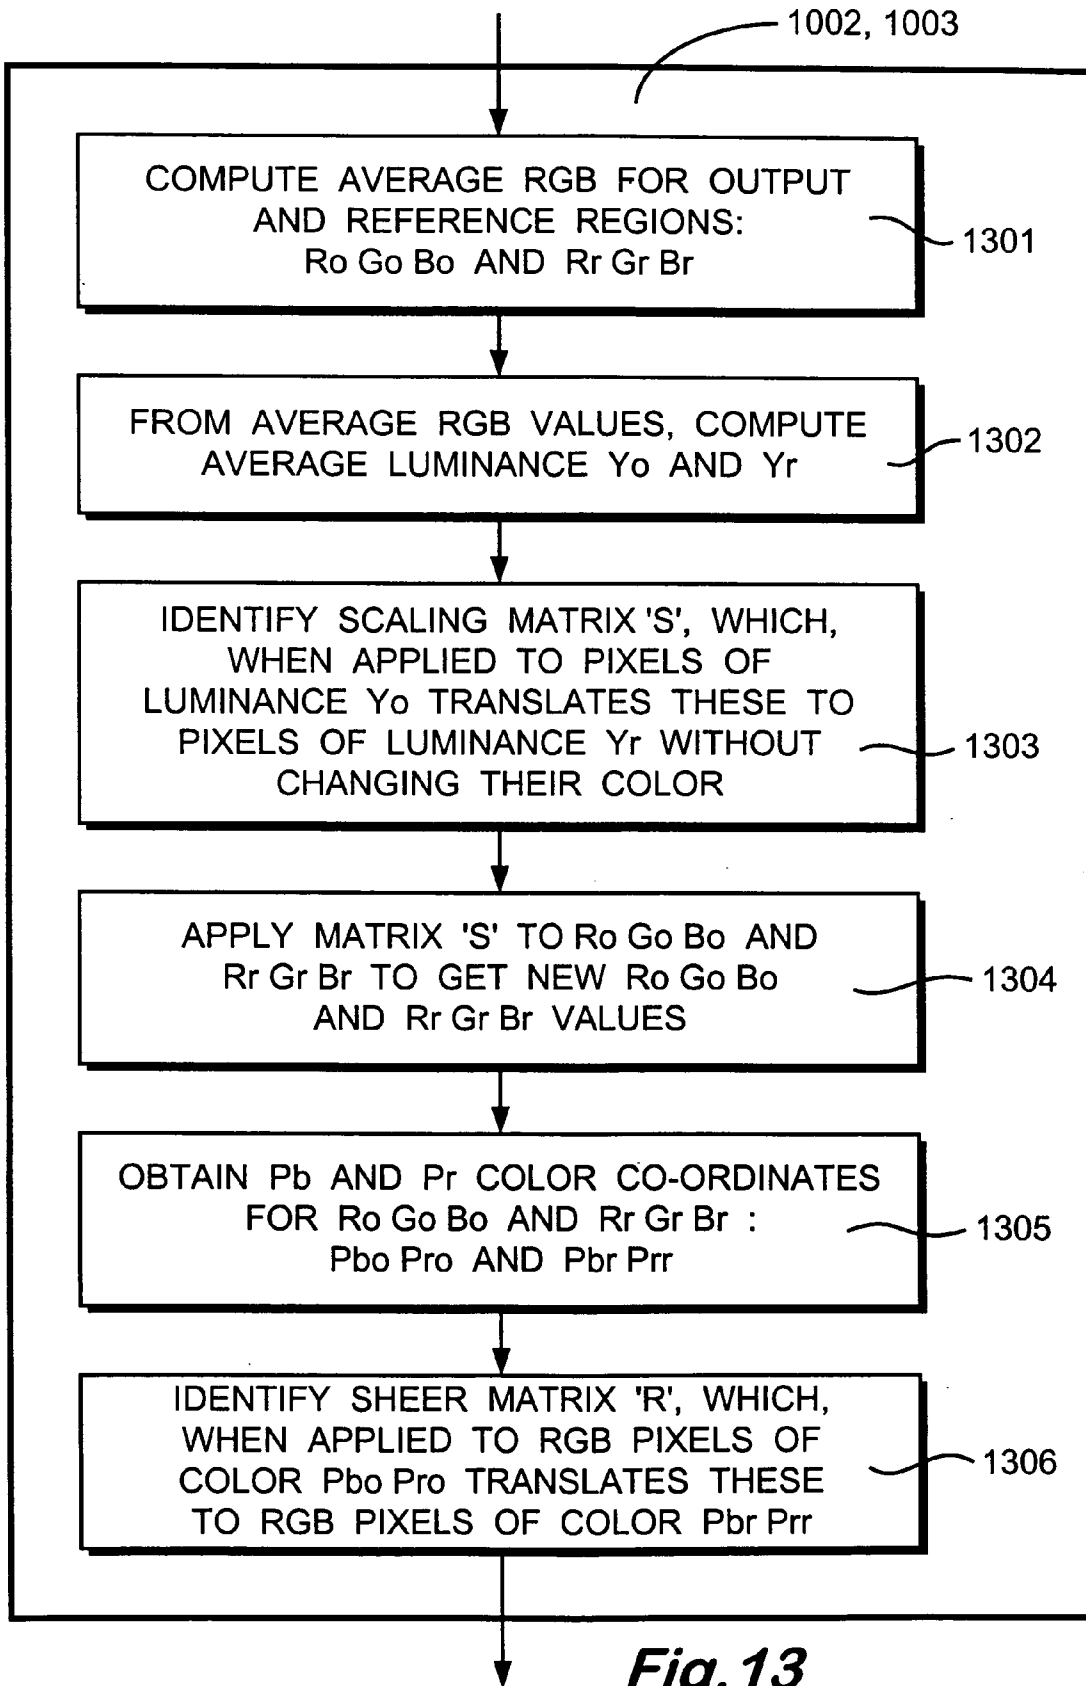 1002, 1003
COMPUTE AVERAGE RGB FOR OUTPUT
AND REFERENCE REGIONS:
Ro Go Bo AND Rr Gr Br
1301
FROM AVERAGE RGB VALUES, COMPUTE
AVERAGE LUMINANCE Yo AND Yr
1302
IDENTIFY SCALING MATRIX 'S', WHICH,
WHEN APPLIED TO PIXELS OF
LUMINANCE Yo TRANSLATES THESE TO
PIXELS OF LUMINANCE Yr WITHOUT
CHANGING THEIR COLOR
1303
APPLY MATRIX 'S' TO Ro Go Bo AND
Rr Gr Br TO GET NEW Ro Go Bo
AND Rr Gr Br VALUES
1304
OBTAIN Pb AND Pr COLOR CO-ORDINATES
FOR Ro Go Bo AND Rr Gr Br :
Pbo Pro AND Pbr Prr
1305
IDENTIFY SHEER MATRIX 'R', WHICH,
WHEN APPLIED TO RGB PIXELS OF
COLOR Pbo Pro TRANSLATES THESE
TO RGB PIXELS OF COLOR Pbr Prr
1306
Fig.13